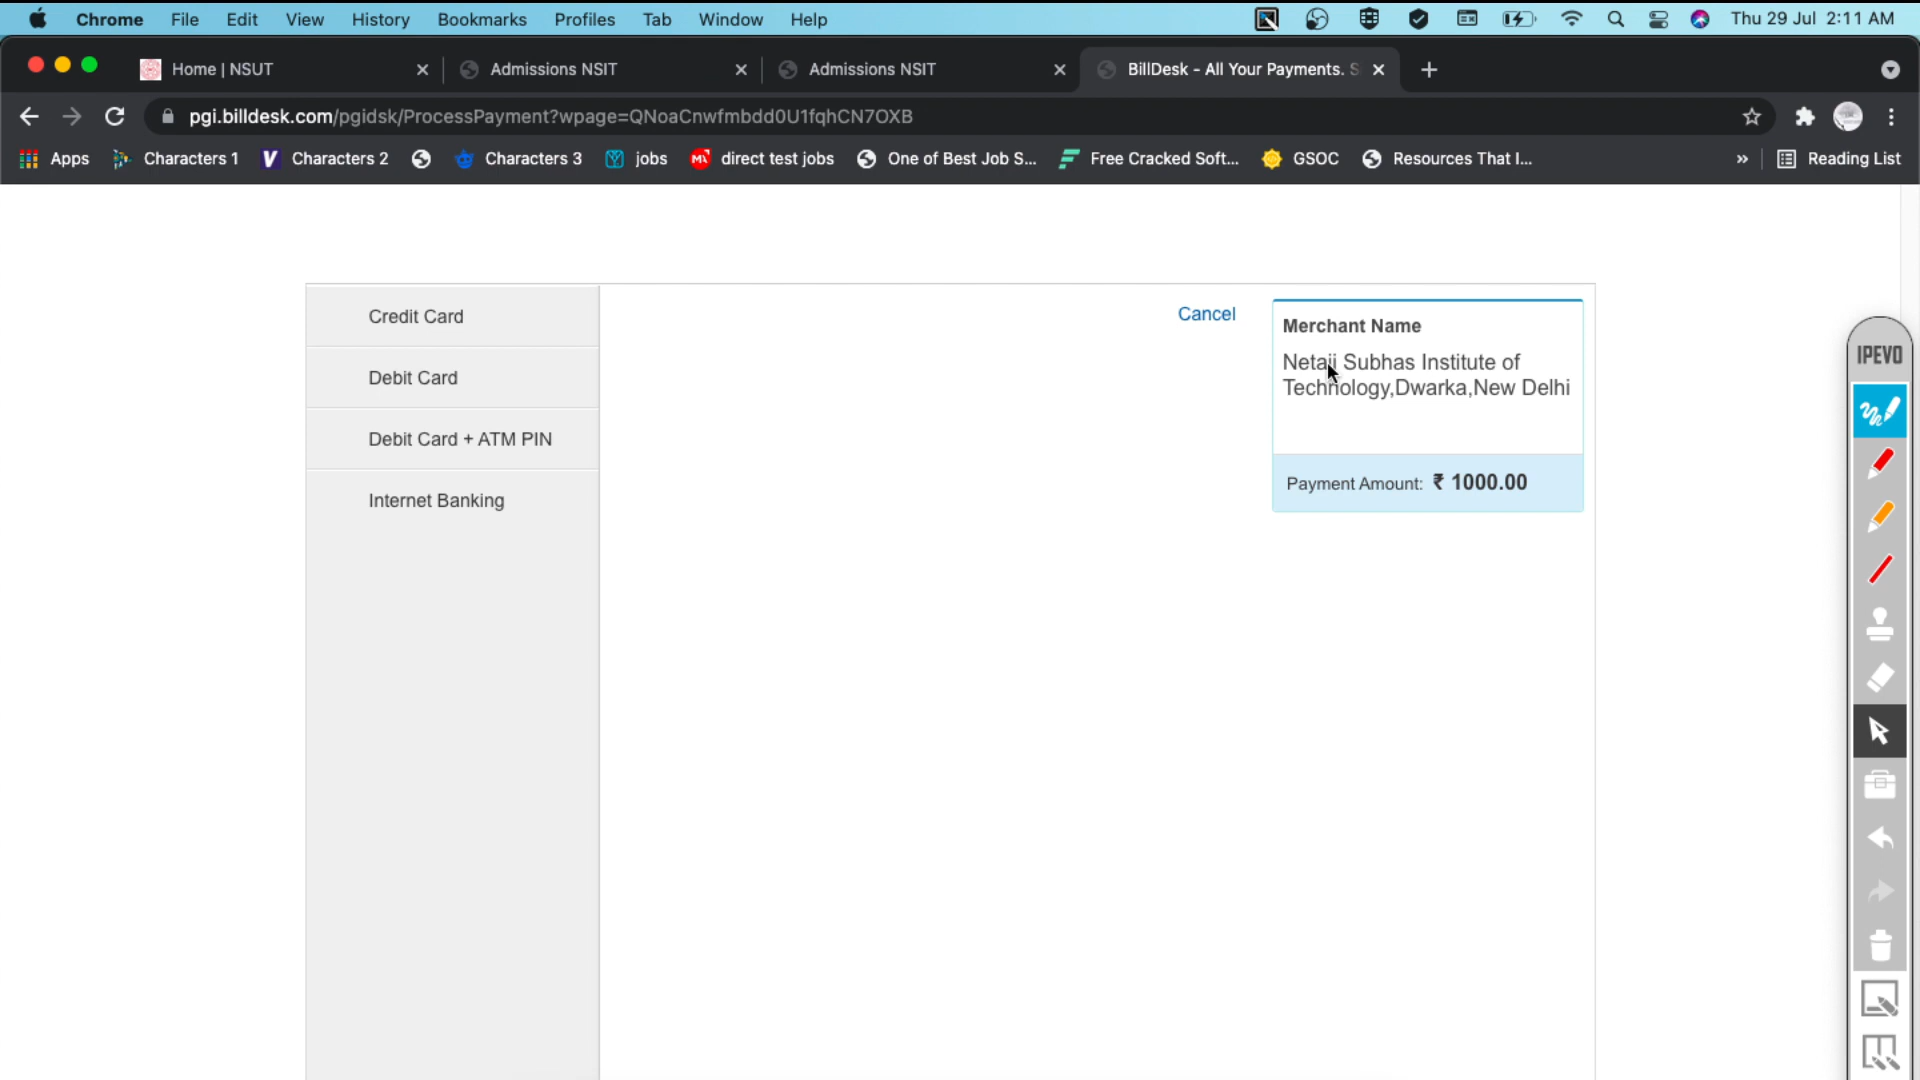 Chrome File Edit View History Bookmarks Profiles Tab Window Help Thu 29 Jul 2:11 AM
Home | NSUT Admissions NSIT Admissions NSIT BillDesk - All Your Payments. S
pgi.billdesk.com/pgidsk/ProcessPayment?wpage=QNoaCnwfmbdd0U1fqhCN7OXB
Apps Characters 1 Characters 2 Characters 3 jobs direct test jobs One of Best Job S... Free Cracked Soft... GSOC Resources That I... » Reading List
Credit Card
Debit Card
Debit Card + ATM PIN
Internet Banking
Cancel
Merchant Name
Netaji Subhas Institute of
Technology,Dwarka,New Delhi
Payment Amount: ₹ 1000.00
IPEVO